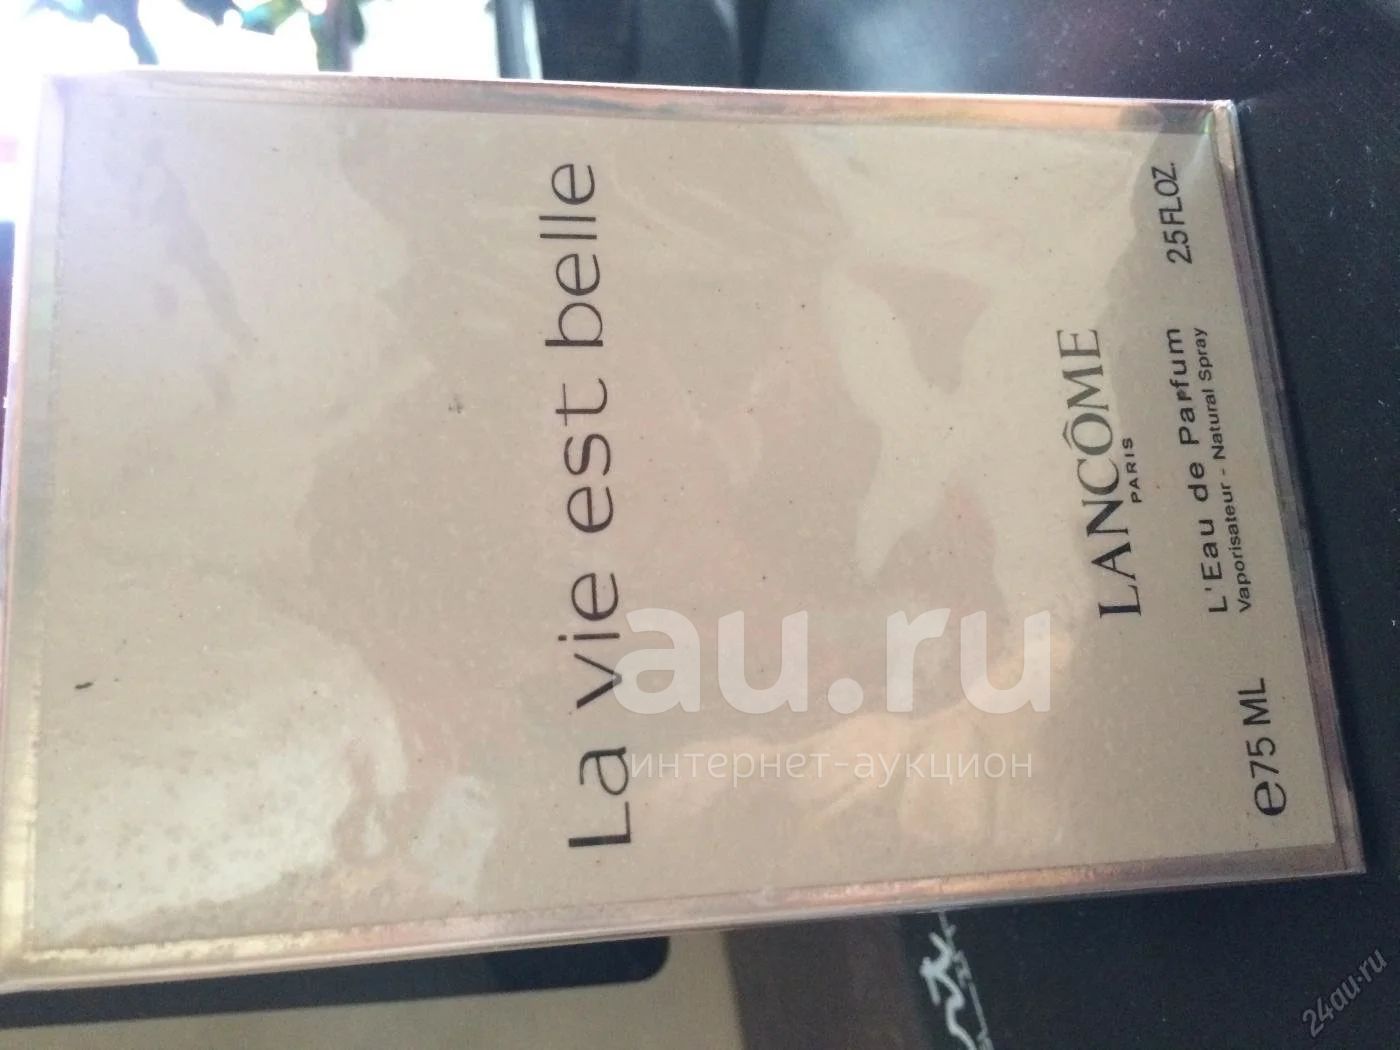 La vie est belle
LANCÔME
PARIS
L'Eau de Parfum
Vaporisateur - Natural Spray
e75 ML
2.5 FL.OZ.
au.ru
интернет-аукцион
24au.ru